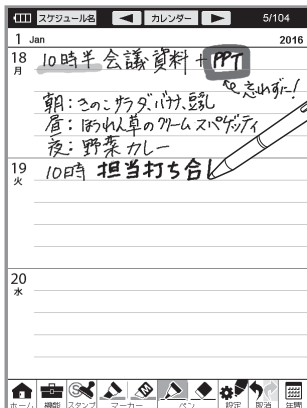 スケジュール名 カレンダー 5/104
1 Jan 2016
18 10時半 会議資料+PPT
月 忘れずに!
朝:きのこサラダ、バナナ、豆乳
昼:ほうれん草のクリームスパゲッティ
夜:野菜カレー
19 10時 担当打ち合
火
20
水
ホーム 機能 スタンプ マーカー ペン 設定 取消 年間